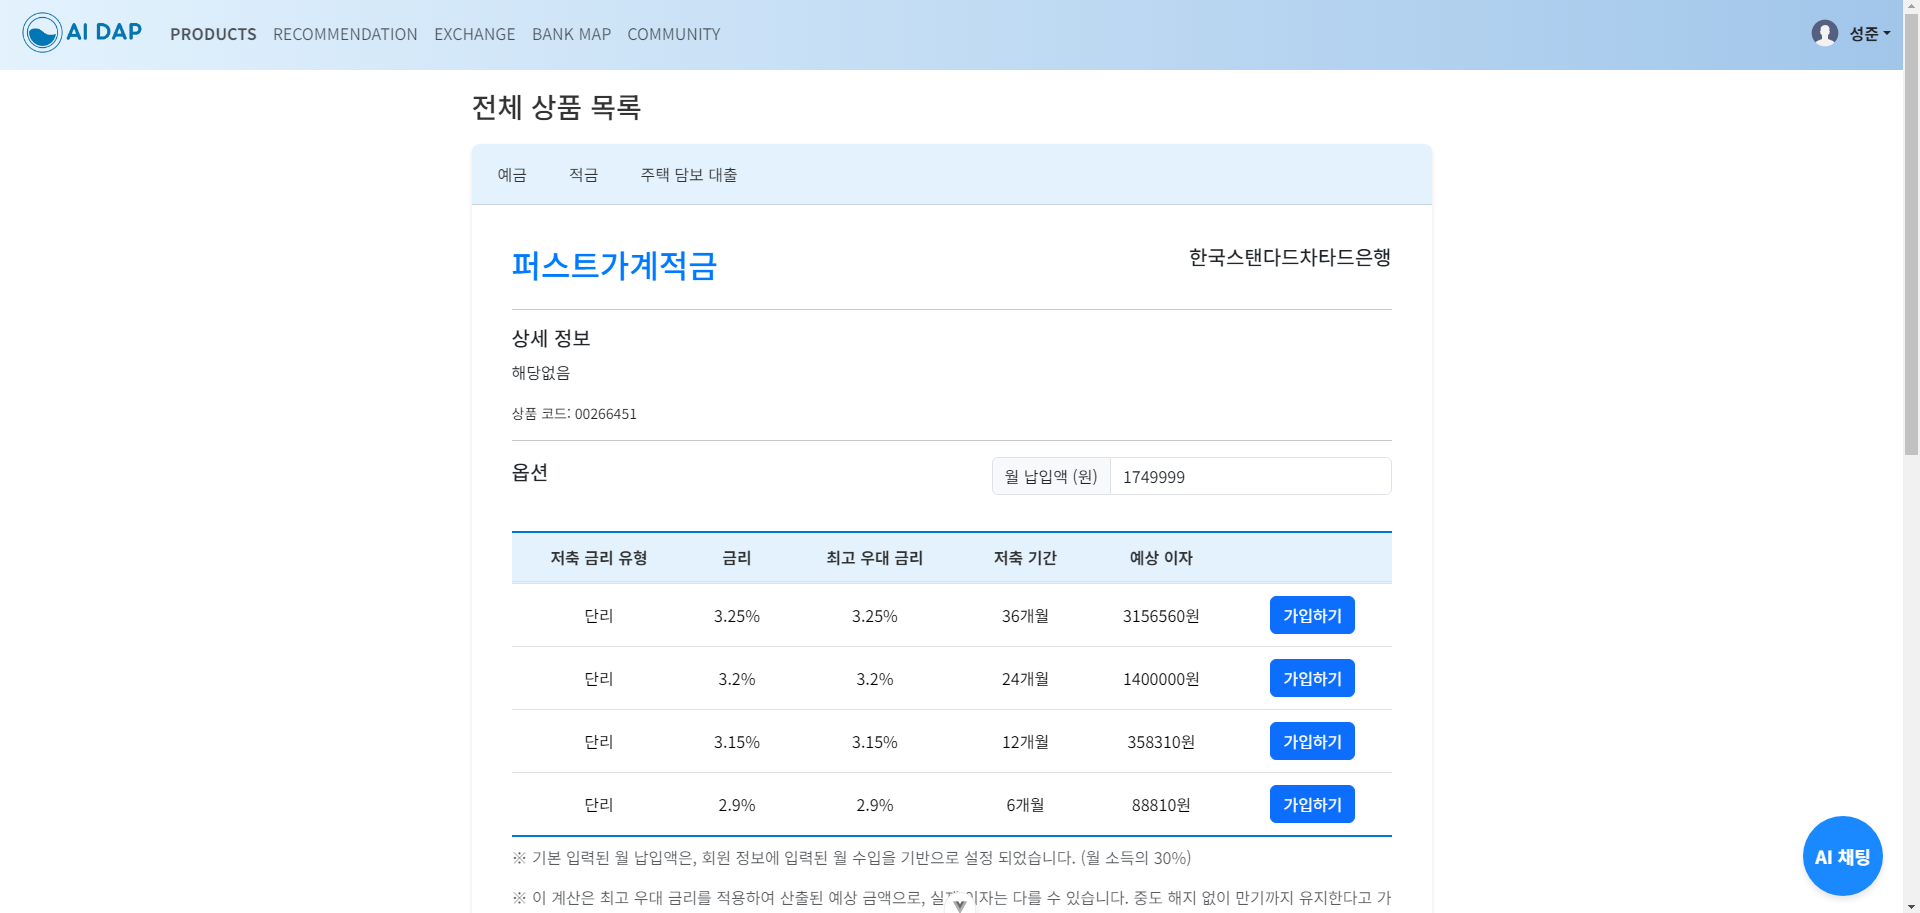 AI DAP PRODUCTS RECOMMENDATION EXCHANGE BANK MAP COMMUNITY 성준
전체 상품 목록
예금 적금 주택 담보 대출
퍼스트가계적금 한국스탠다드차타드은행
상세 정보
해당없음
상품 코드: 00266451
옵션 월 납입액 (원) 1749999
저축 금리 유형 금리 최고 우대 금리 저축 기간 예상 이자
단리 3.25% 3.25% 36개월 3156560원 가입하기
단리 3.2% 3.2% 24개월 1400000원 가입하기
단리 3.15% 3.15% 12개월 358310원 가입하기
단리 2.9% 2.9% 6개월 88810원 가입하기
※ 기본 입력된 월 납입액은, 회원 정보에 입력된 월 수입을 기반으로 설정 되었습니다. (월 소득의 30%)
AI 채팅
※ 이 계산은 최고 우대 금리를 적용하여 산출된 예상 금액으로, 실제 이자는 다를 수 있습니다. 중도 해지 없이 만기까지 유지한다고 가